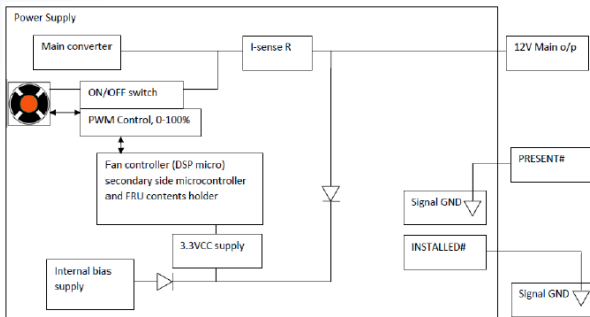 Power Supply
Main converter
I-sense R
12V Main o/p
ON/OFF switch
PWM Control, 0-100%
Fan controller (DSP micro)
secondary side microcontroller
and FRU contents holder
PRESENT#
Signal GND
INSTALLED#
3.3VCC supply
Internal bias
supply
Signal GND